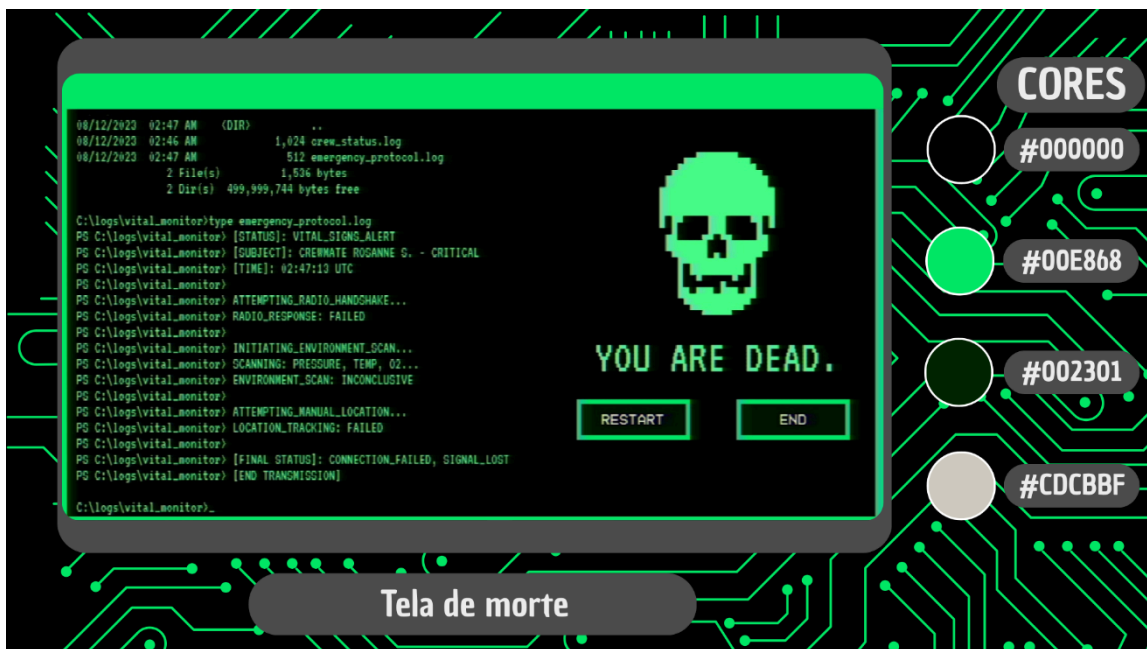 08/12/2023 02:47 AM <DIR> ..
08/12/2023 02:46 AM 1,024 crew_status.log
08/12/2023 02:47 AM 512 emergency_protocol.log
2 File(s) 1,536 bytes
2 Dir(s) 499,999,744 bytes free
C:\logs\vital_monitor>type emergency_protocol.log
PS C:\logs\vital_monitor> [STATUS]: VITAL_SIGNS_ALERT
PS C:\logs\vital_monitor> [SUBJECT]: CREWMATE ROSANNE S. - CRITICAL
PS C:\logs\vital_monitor> [TIME]: 02:47:13 UTC
PS C:\logs\vital_monitor>
PS C:\logs\vital_monitor> ATTEMPTING_RADIO_HANDSHAKE...
PS C:\logs\vital_monitor> RADIO_RESPONSE: FAILED
PS C:\logs\vital_monitor>
PS C:\logs\vital_monitor> INITIATING_ENVIRONMENT_SCAN...
PS C:\logs\vital_monitor> SCANNING: PRESSURE, TEMP, O2...
PS C:\logs\vital_monitor> ENVIRONMENT_SCAN: INCONCLUSIVE
PS C:\logs\vital_monitor>
PS C:\logs\vital_monitor> ATTEMPTING_MANUAL_LOCATION...
PS C:\logs\vital_monitor> LOCATION_TRACKING: FAILED
PS C:\logs\vital_monitor>
PS C:\logs\vital_monitor> [FINAL STATUS]: CONNECTION_FAILED, SIGNAL_LOST
PS C:\logs\vital_monitor> [END TRANSMISSION]
C:\logs\vital_monitor>_
YOU ARE DEAD.
RESTART
END
CORES
#000000
#00E868
#002301
#CDCBBF
Tela de morte